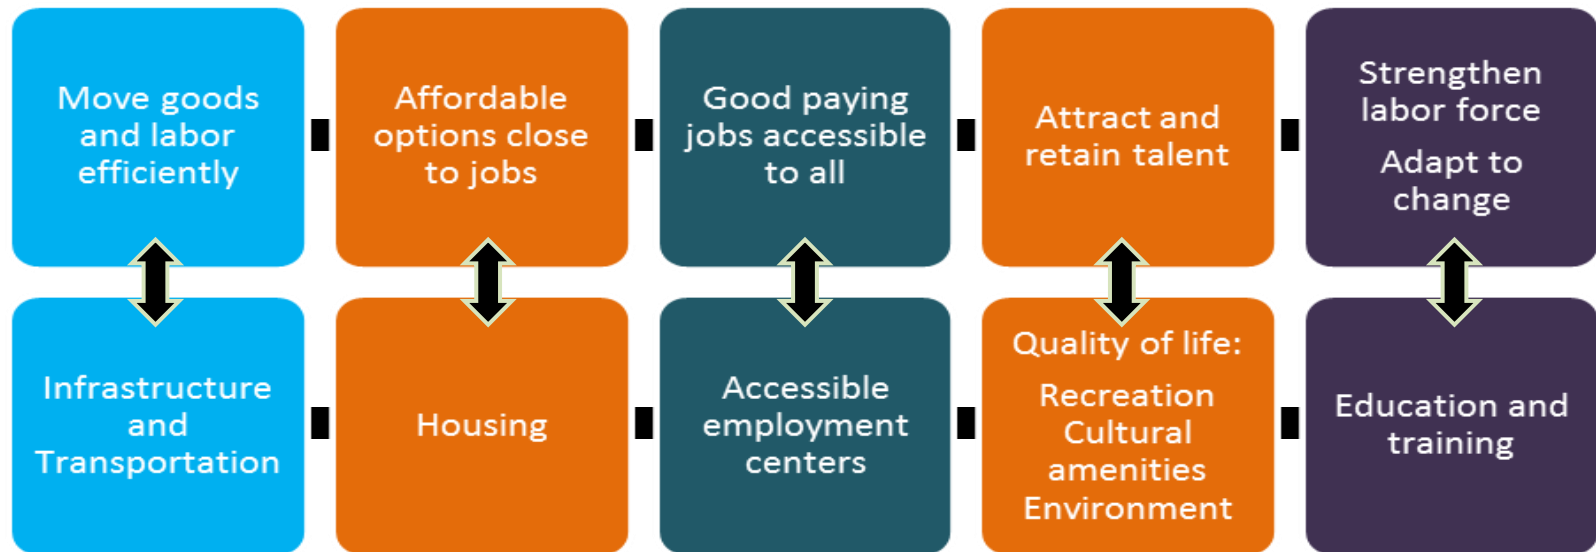 Move goods
and labor
efficiently
Affordable
options close
to jobs
Good paying
jobs accessible
to all
Attract and
retain talent
Strengthen
labor force
Adapt to
change
Infrastructure
and
Transportation
Housing
Accessible
employment
centers
Quality of life:
Recreation
Cultural
amenities
Environment
Education and
training